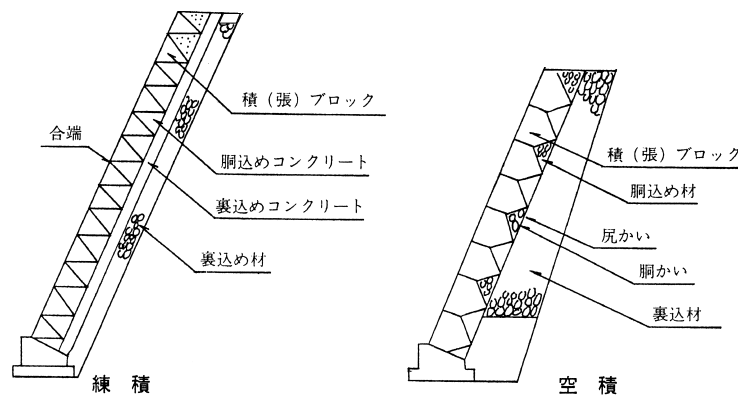 積（張）ブロック
合端
胴込めコンクリート
裏込めコンクリート
裏込め材
練積
積（張）ブロック
胴込め材
尻かい
胴かい
裏込材
空積